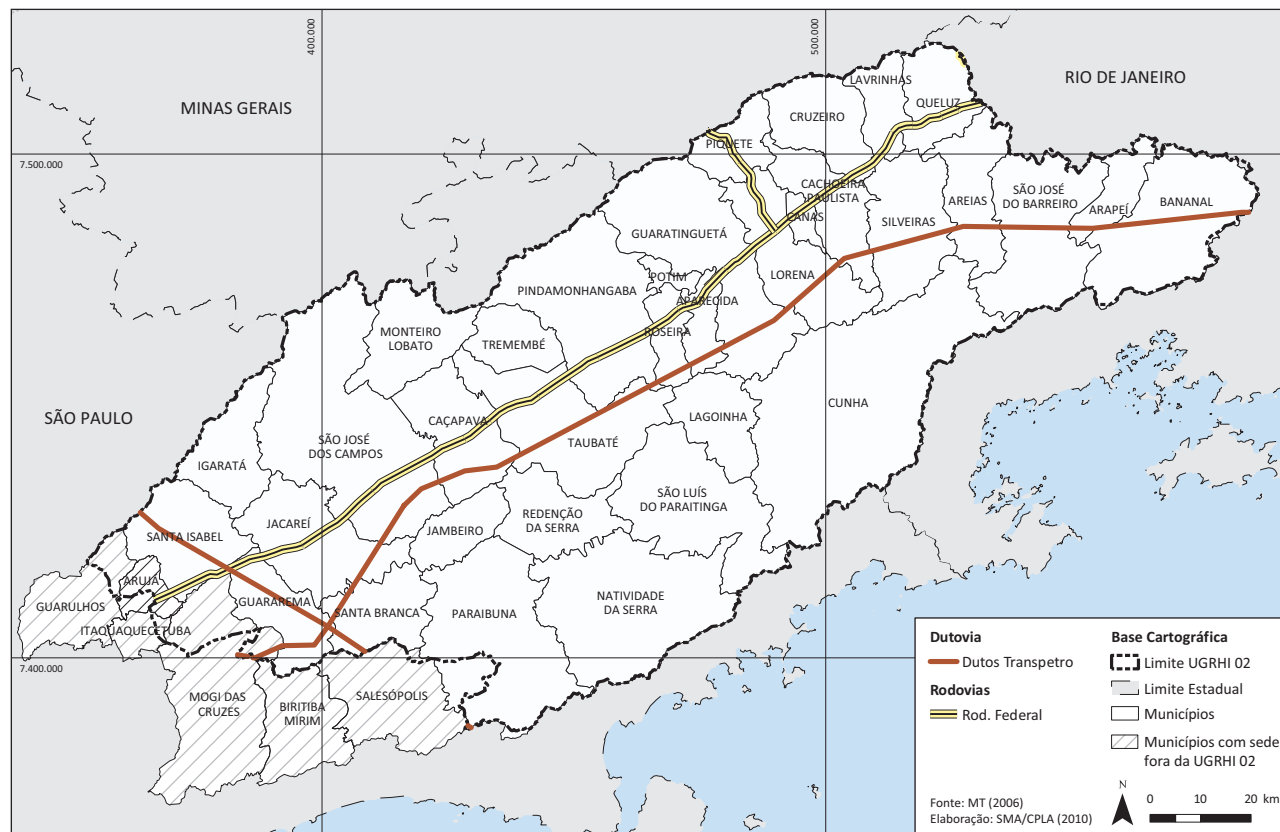 400.000
500.000
7.500.000
7.400.000
MINAS GERAIS
RIO DE JANEIRO
SÃO PAULO
LAVRINHAS
QUELUZ
CRUZEIRO
PIQUETE
CACHOEIRA
PAULISTA
CANAS
SILVEIRAS
AREIAS
SÃO JOSÉ
DO BARREIRO
ARAPEÍ
BANANAL
GUARATINGUETÁ
LORENA
POTIM
APARECIDA
ROSEIRA
PINDAMONHANGABA
TREMEMBÉ
MONTEIRO
LOBATO
CAÇAPAVA
TAUBATÉ
LAGOINHA
CUNHA
SÃO JOSÉ
DOS CAMPOS
IGARATÁ
JACAREÍ
SANTA ISABEL
JAMBEIRO
REDENÇÃO
DA SERRA
SÃO LUÍS
DO PARAITINGA
ARUJÁ
GUARULHOS
ITAQUAQUECETUBA
GUARAREMA
SANTA BRANCA
PARAIBUNA
NATIVIDADE
DA SERRA
MOGI DAS
CRUZES
BIRITIBA
MIRIM
SALESÓPOLIS
Dutovia
Dutos Transpetro
Rodovias
Rod. Federal
Base Cartográfica
Limite UGRHI 02
Limite Estadual
Municípios
Municípios com sede
fora da UGRHI 02
Fonte: MT (2006)
Elaboração: SMA/CPLA (2010)
N
0 10 20 km